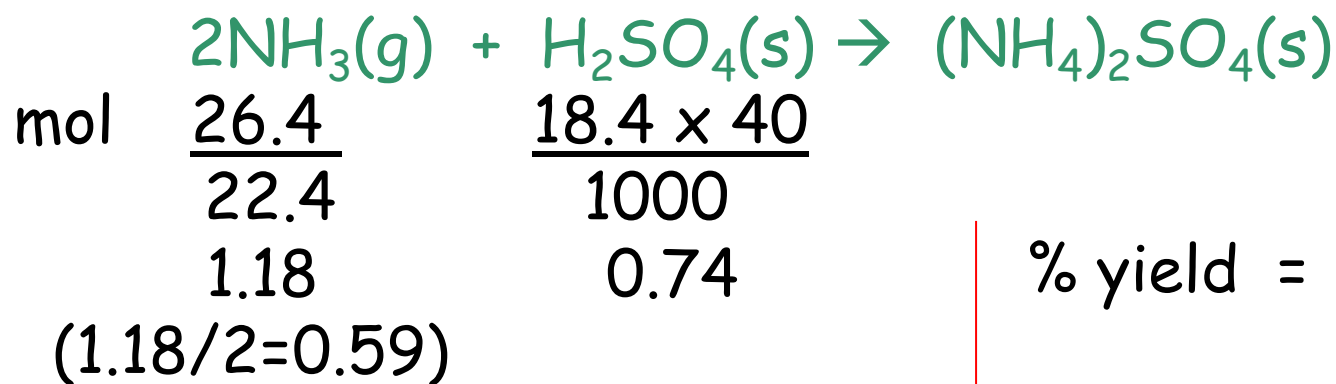 2NH₃(g) + H₂SO₄(s) → (NH₄)₂SO₄(s)
mol 26.4 18.4 x 40
22.4 1000
1.18 0.74 % yield =
(1.18/2=0.59)